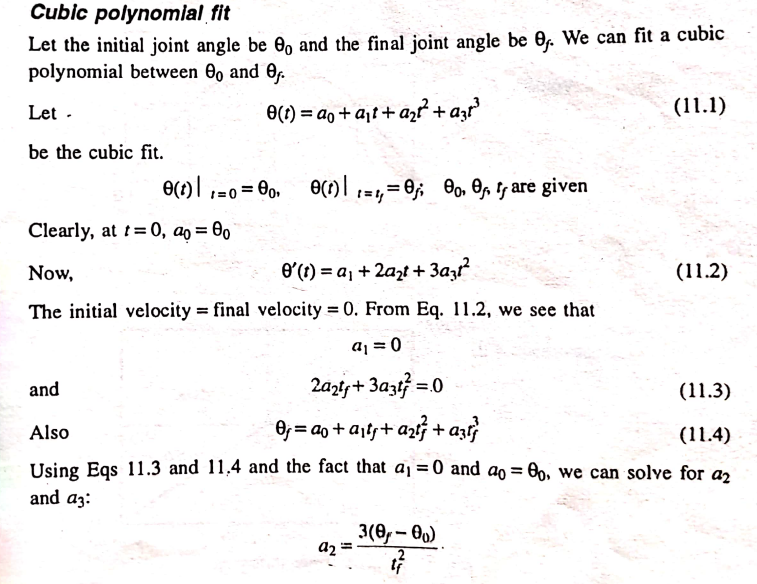 Cubic polynomial fit
Let the initial joint angle be θ₀ and the final joint angle be θf. We can fit a cubic
polynomial between θ₀ and θf.
Let θ(t) = a₀ + a₁t + a₂t² + a₃t³ (11.1)
be the cubic fit.
θ(t)| t=0 = θ₀, θ(t)| t=tf = θf; θ₀, θf, tf are given
Clearly, at t = 0, a₀ = θ₀
Now, θ′(t) = a₁ + 2a₂t + 3a₃t² (11.2)
The initial velocity = final velocity = 0. From Eq. 11.2, we see that
a₁ = 0
and 2a₂tf + 3a₃tf² = 0 (11.3)
Also θf = a₀ + a₁tf + a₂tf² + a₃tf³ (11.4)
Using Eqs 11.3 and 11.4 and the fact that a₁ = 0 and a₀ = θ₀, we can solve for a₂
and a₃:
a₂ = 3(θf – θ₀) / tf²